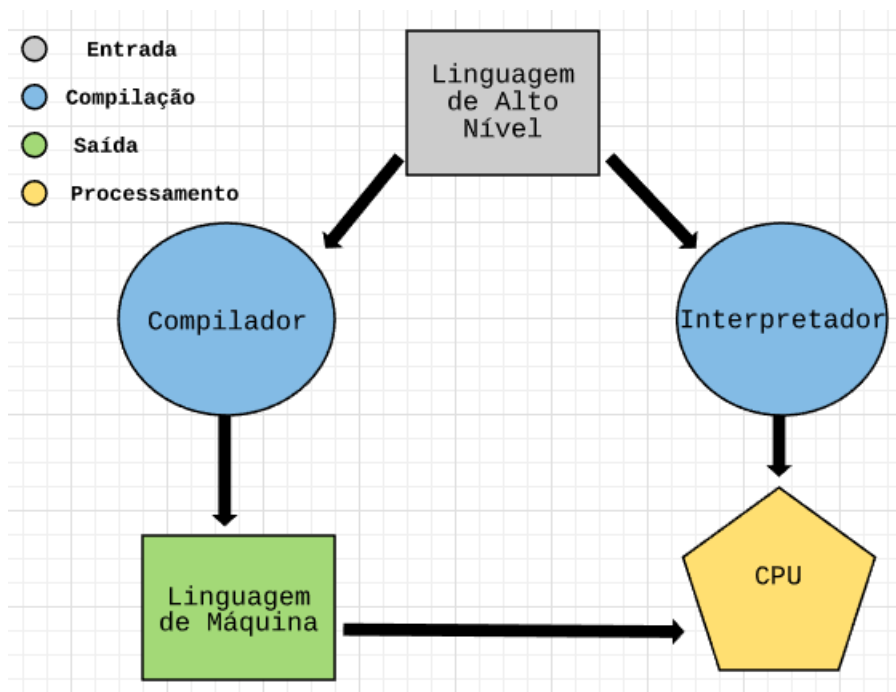 Entrada
Compilação
Saída
Processamento
Linguagem
de Alto
Nível
Compilador
Interpretador
Linguagem
de Máquina
CPU